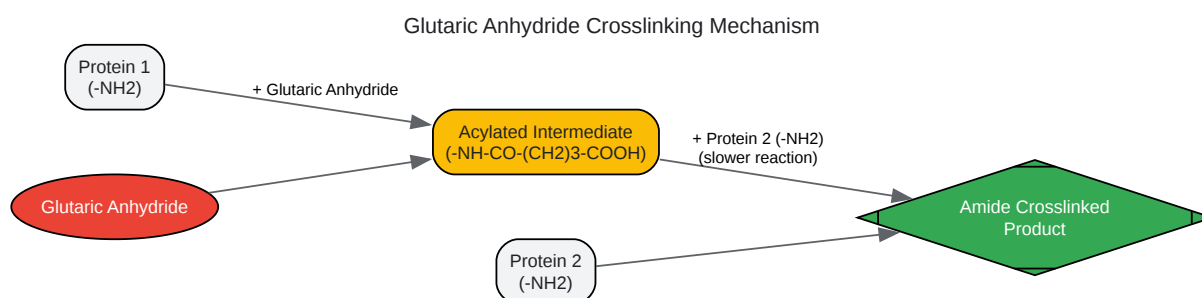 Glutaric Anhydride Crosslinking Mechanism
Protein 1
(-NH2)
+ Glutaric Anhydride
Acylated Intermediate
(-NH-CO-(CH2)3-COOH)
+ Protein 2 (-NH2)
(slower reaction)
Glutaric Anhydride
Amide Crosslinked
Product
Protein 2
(-NH2)